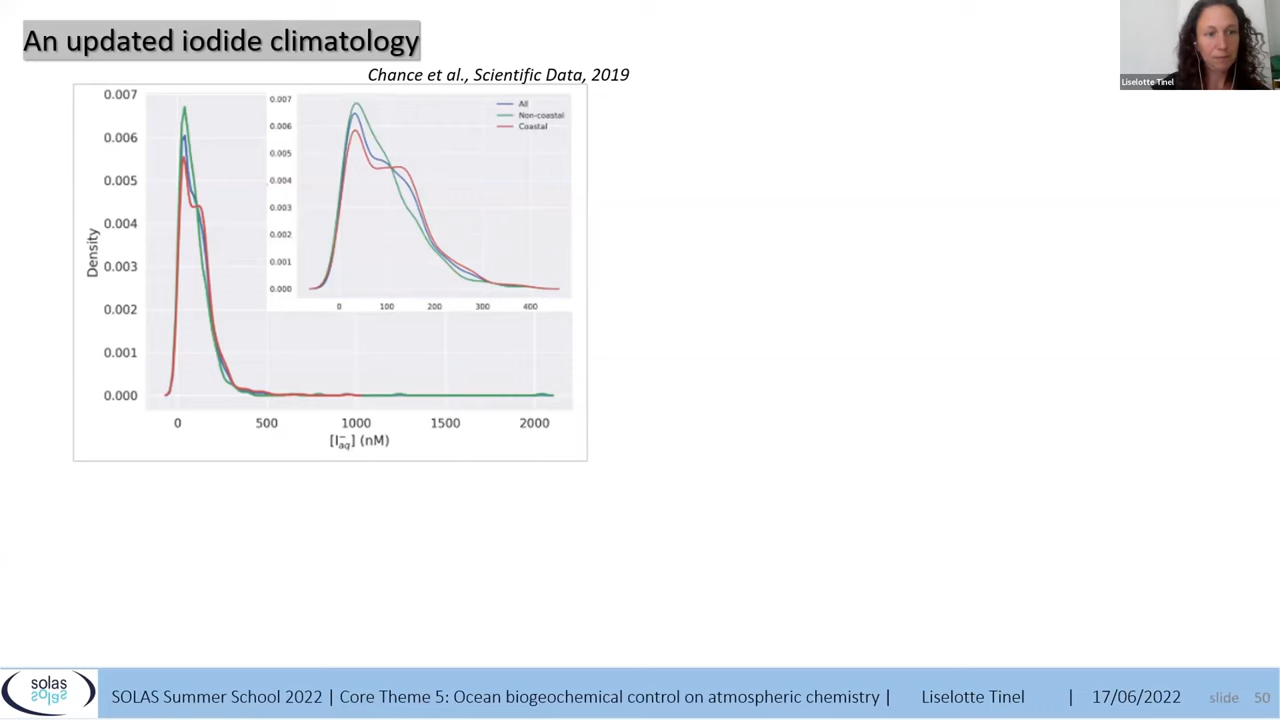 An updated iodide climatology
Liselotte Tinel
Chance et al., Scientific Data, 2019
0.007
0.006
0.005
0.004
0.003
0.002
0.001
0.000
Density
0 500 1000 1500 2000
[I⁻aq] (nM)
0.007
0.006
0.005
0.004
0.003
0.002
0.001
0.000
0 100 200 300 400
All
Non-coastal
Coastal
solas
SOLAS Summer School 2022 | Core Theme 5: Ocean biogeochemical control on atmospheric chemistry | Liselotte Tinel | 17/06/2022 slide 50